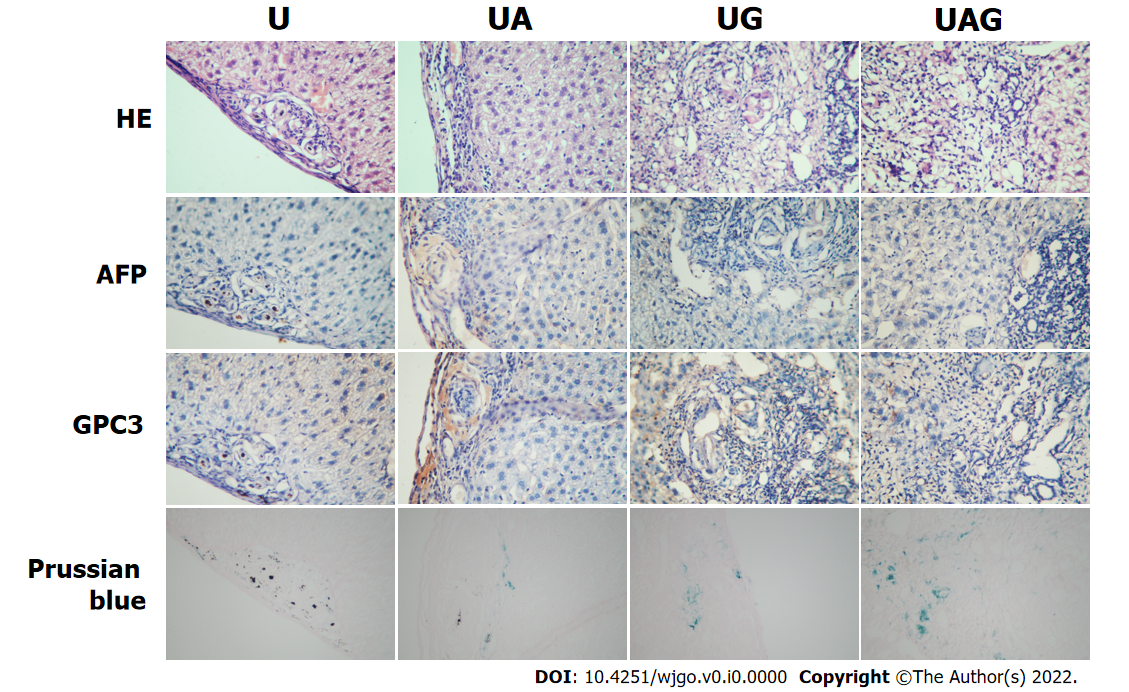 U UA UG UAG
HE
AFP
GPC3
Prussian
blue
DOI: 10.4251/wjgo.v0.i0.0000 Copyright ©The Author(s) 2022.